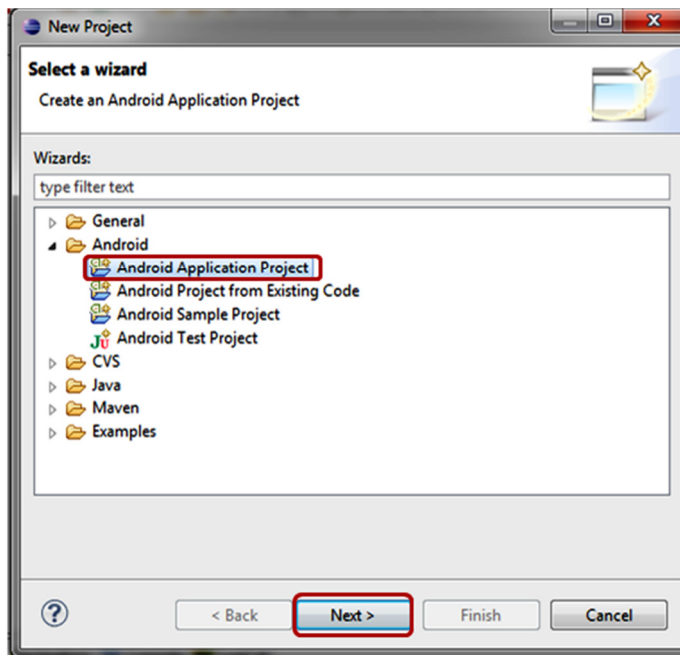 New Project
Select a wizard
Create an Android Application Project
Wizards:
type filter text
General
Android
Android Application Project
Android Project from Existing Code
Android Sample Project
Ju Android Test Project
CVS
Java
Maven
Examples
? < Back Next > Finish Cancel